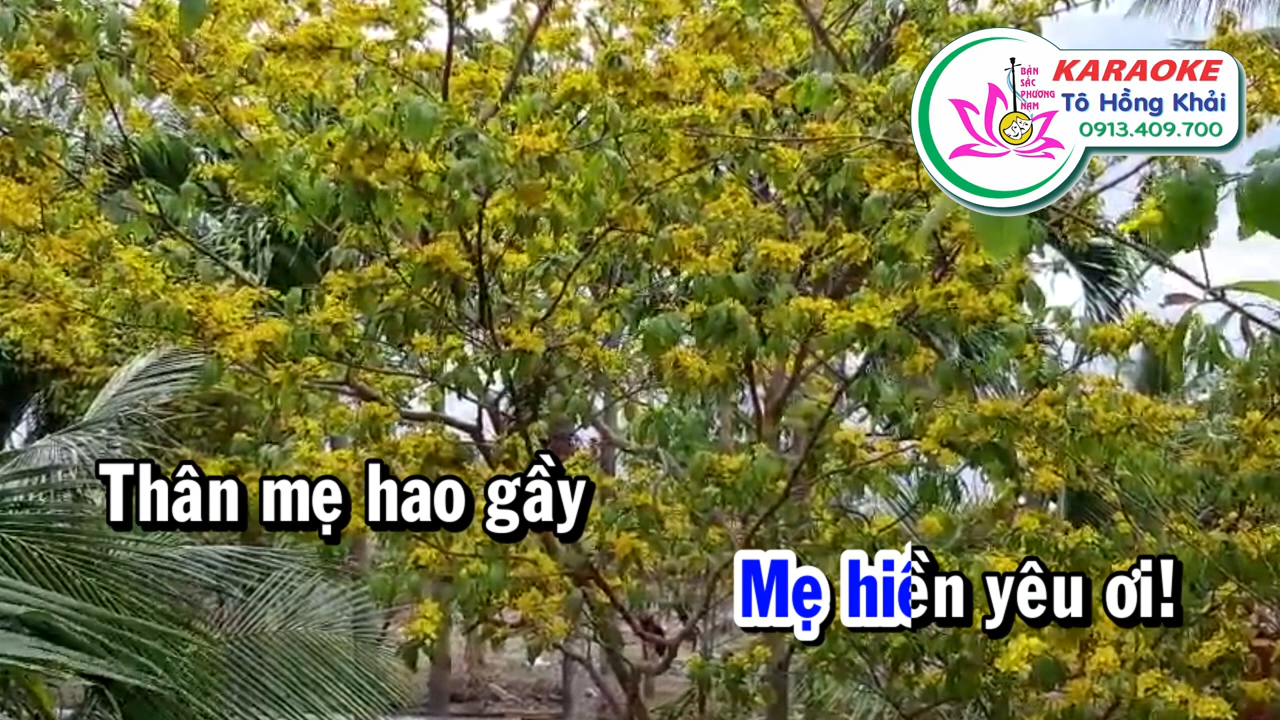 BẢN
SẮC
PHƯƠNG
NAM
KARAOKE
Tô Hồng Khải
0913.409.700
Thân mẹ hao gầy
Mẹ hiền yêu ơi!